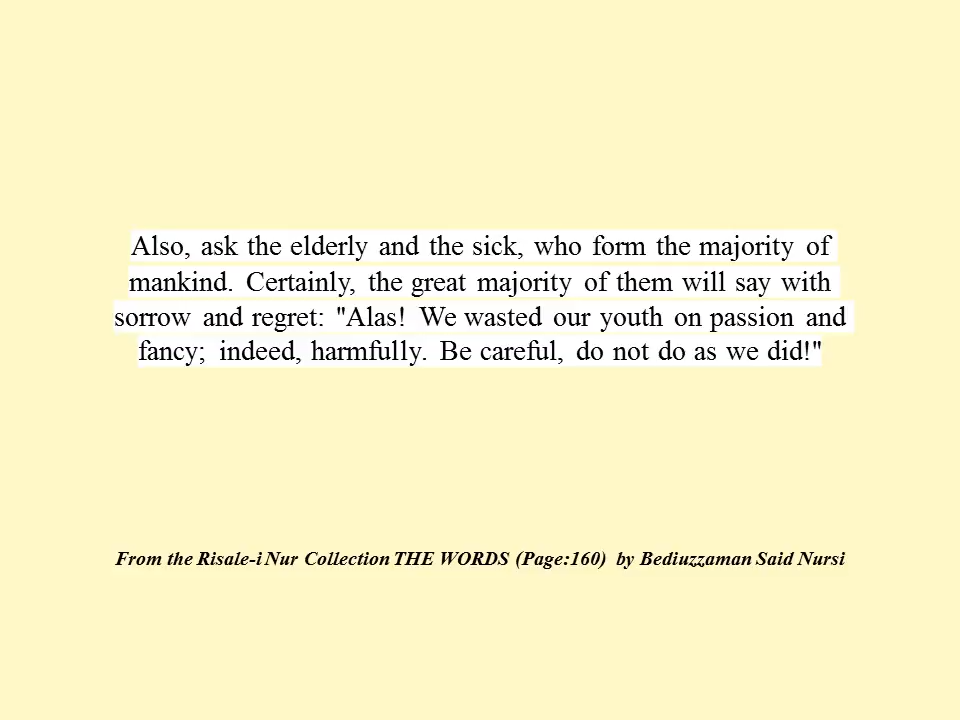 Also, ask the elderly and the sick, who form the majority of
mankind. Certainly, the great majority of them will say with
sorrow and regret: "Alas! We wasted our youth on passion and
fancy; indeed, harmfully. Be careful, do not do as we did!"
From the Risale-i Nur Collection THE WORDS (Page:160) by Bediuzzaman Said Nursi